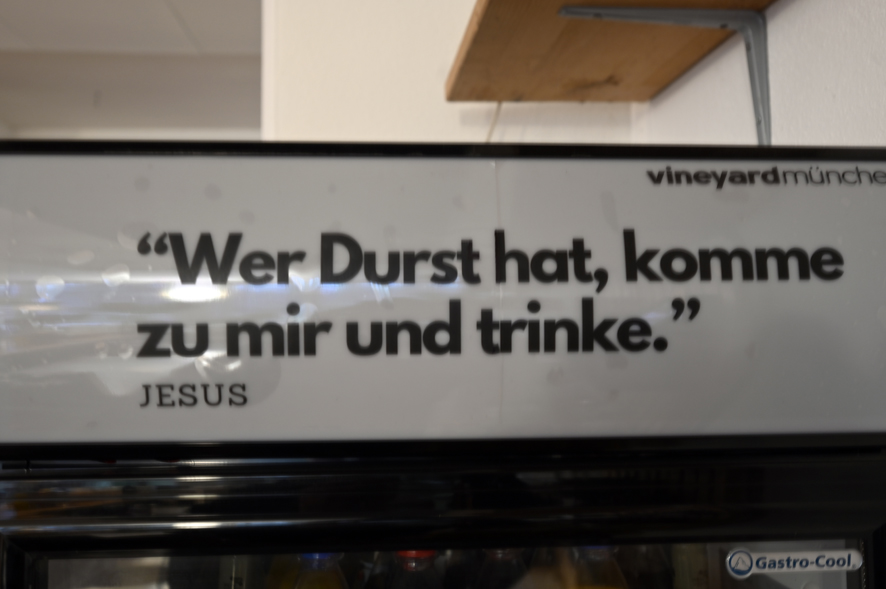 vineyardmünche
“Wer Durst hat, komme
zu mir und trinke.”
JESUS
Gastro-Cool